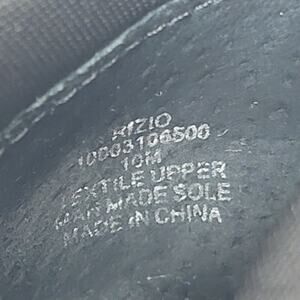 RIZIO
10003106500
10M
TEXTILE UPPER
MAN MADE SOLE
MADE IN CHINA